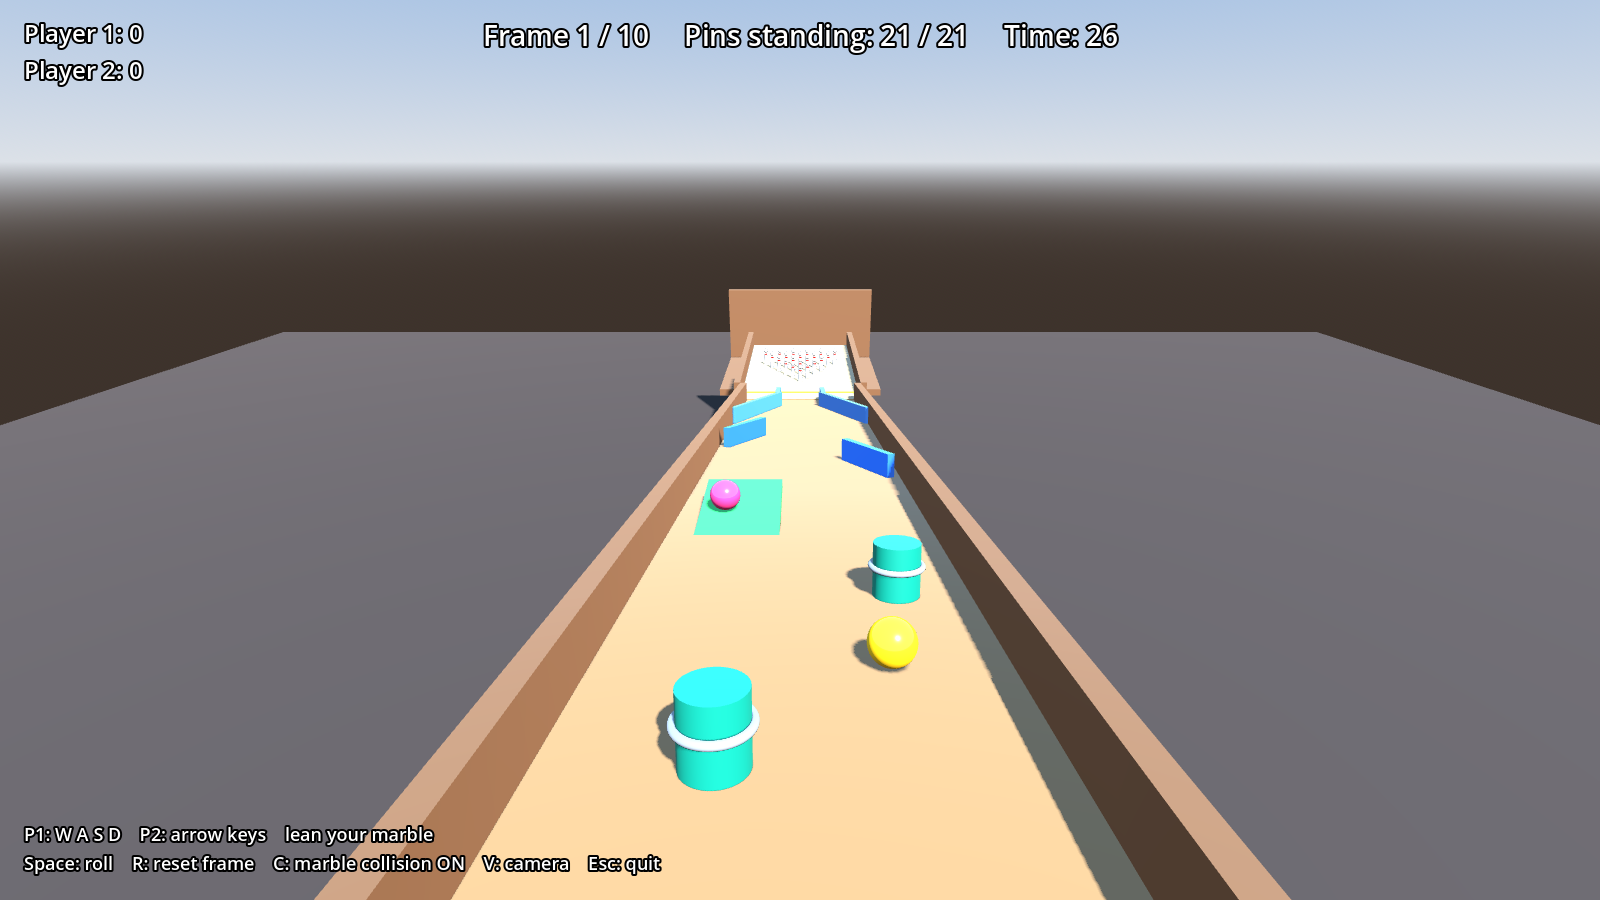 Player 1: 0
Player 2: 0
Frame 1 / 10 Pins standing: 21 / 21 Time: 26
P1: W A S D P2: arrow keys lean your marble
Space: roll R: reset frame C: marble collision ON V: camera Esc: quit